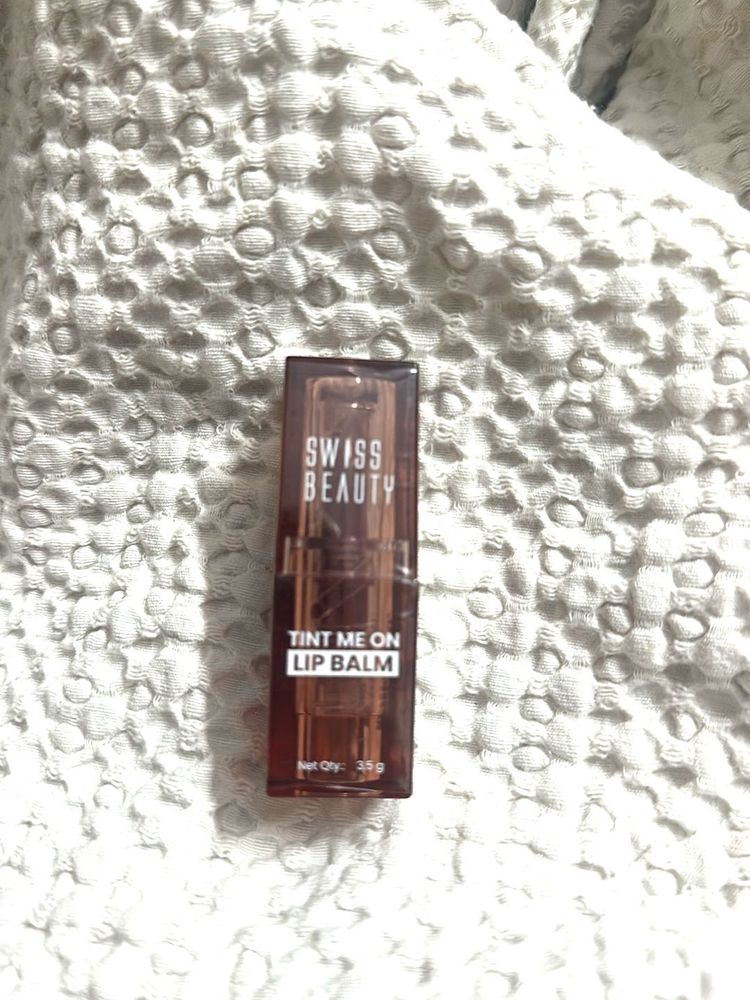 SWISS
BEAUTY
TINT ME ON
LIP BALM
Net Qty.: 3.5 g